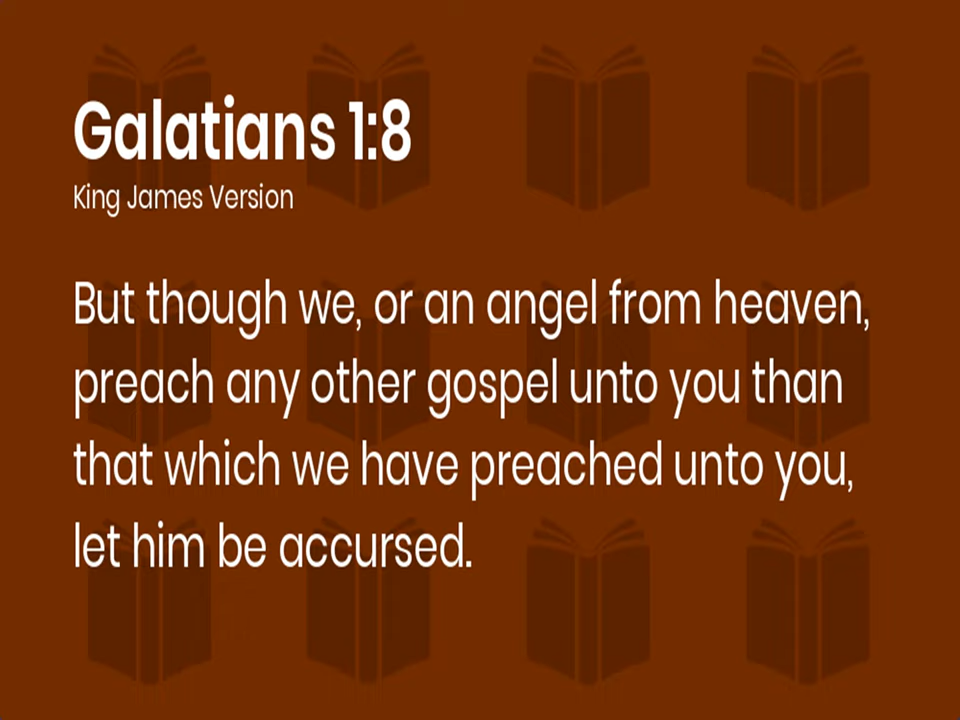 Galatians 1:8
King James Version
But though we, or an angel from heaven,
preach any other gospel unto you than
that which we have preached unto you,
let him be accursed.